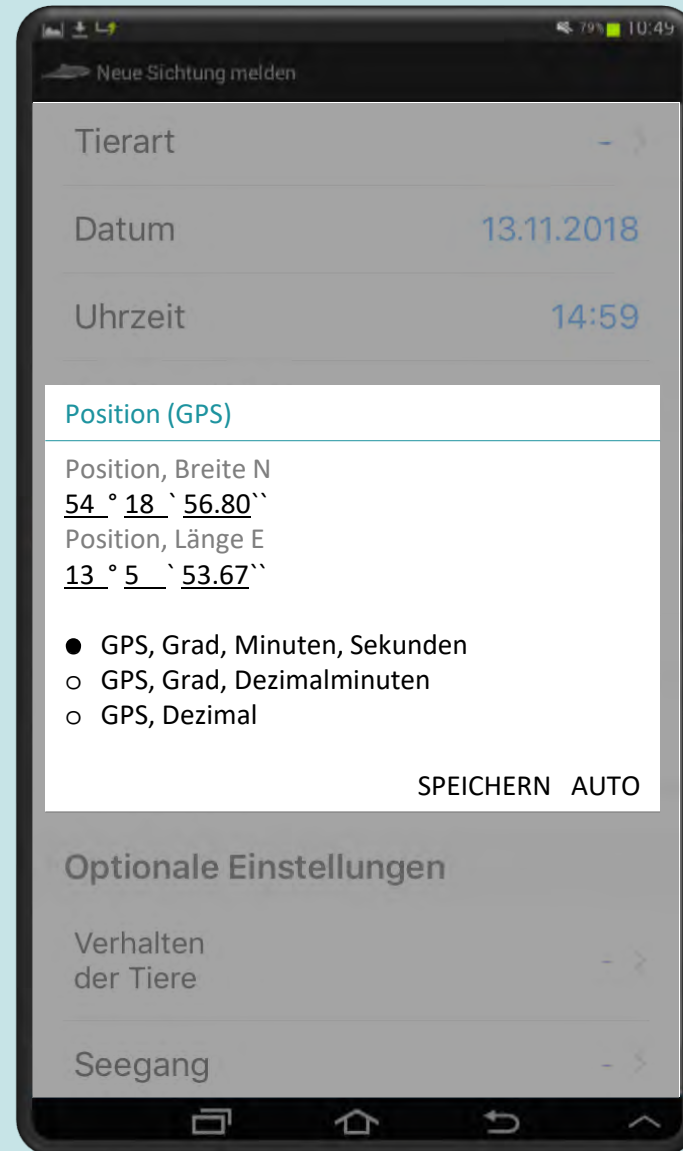 79% 10:49
Neue Sichtung melden
Tierart -
Datum 13.11.2018
Uhrzeit 14:59
Position (GPS)
Position, Breite N
54 ° 18 ` 56.80``
Position, Länge E
13 ° 5 ` 53.67``
● GPS, Grad, Minuten, Sekunden
o GPS, Grad, Dezimalminuten
o GPS, Dezimal
SPEICHERN AUTO
Optionale Einstellungen
Verhalten
der Tiere -
Seegang -